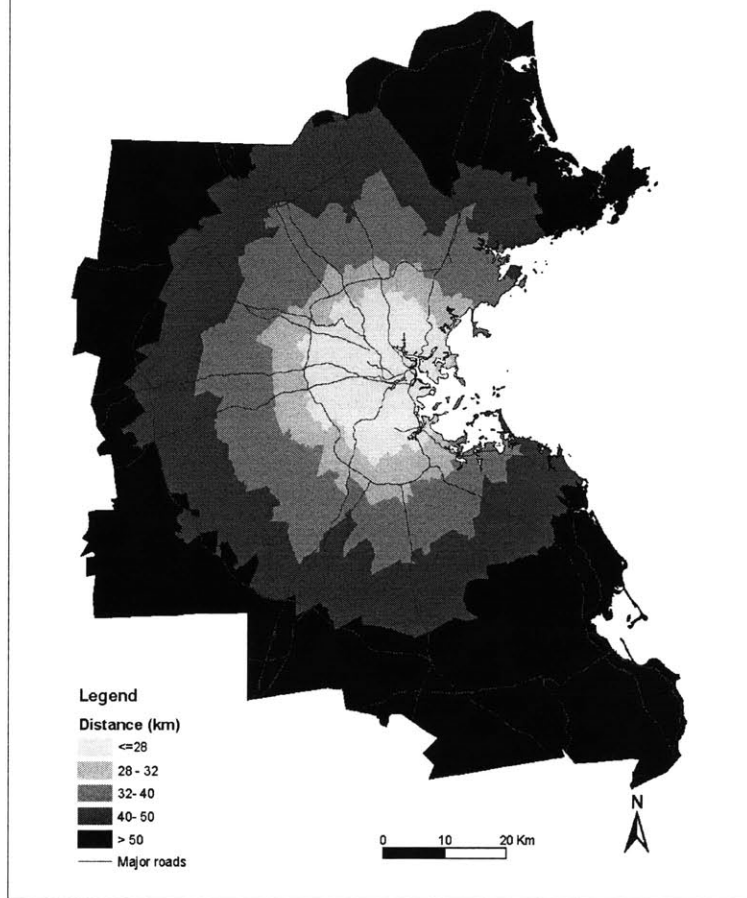 Legend
Distance (km)
<=28
28 - 32
32- 40
40- 50
> 50
Major roads
0 10 20 Km
N